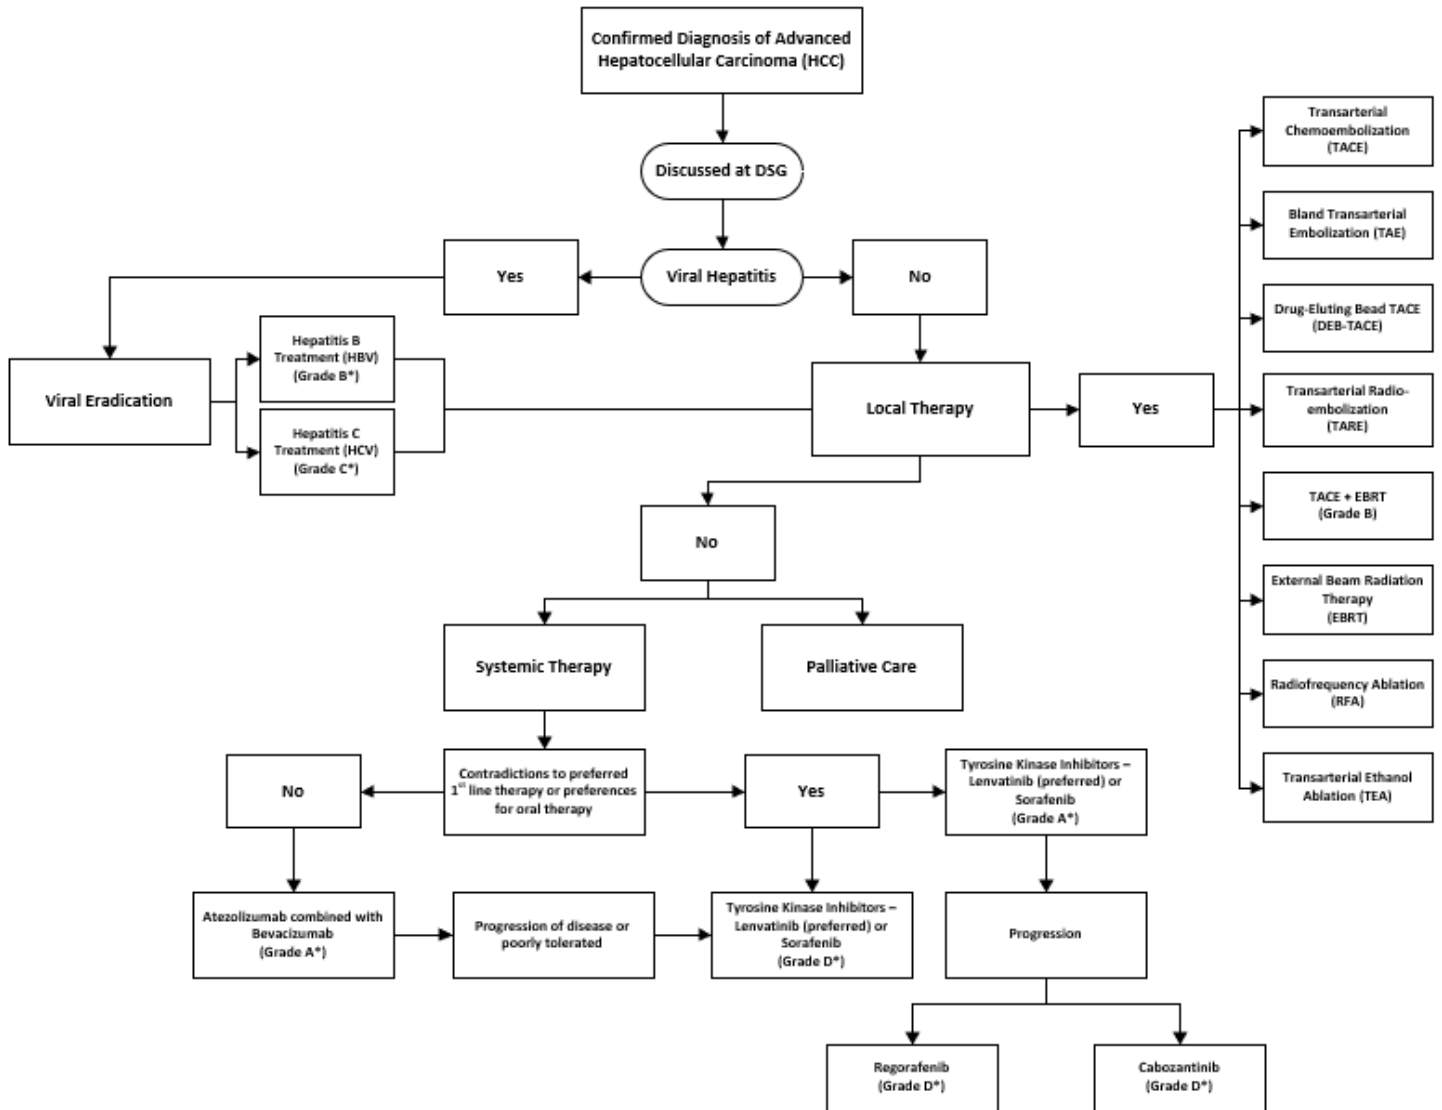 Confirmed Diagnosis of Advanced
Hepatocellular Carcinoma (HCC)
Discussed at DSG
Viral Hepatitis
Yes
No
Viral Eradication
Hepatitis B
Treatment (HBV)
(Grade B*)
Hepatitis C
Treatment (HCV)
(Grade C*)
Local Therapy
Yes
Transarterial
Chemoembolization
(TACE)
Bland Transarterial
Embolization (TAE)
Drug-Eluting Bead TACE
(DEB-TACE)
Transarterial Radio-
embolization
(TARE)
TACE + EBRT
(Grade B)
External Beam Radiation
Therapy
(EBRT)
Radiofrequency Ablation
(RFA)
Transarterial Ethanol
Ablation (TEA)
No
Systemic Therapy
Palliative Care
Contradictions to preferred
1st line therapy or preferences
for oral therapy
No
Yes
Tyrosine Kinase Inhibitors –
Lenvatinib (preferred) or
Sorafenib
(Grade A*)
Atezolizumab combined with
Bevacizumab
(Grade A*)
Progression of disease or
poorly tolerated
Tyrosine Kinase Inhibitors –
Lenvatinib (preferred) or
Sorafenib
(Grade D*)
Progression
Regorafenib
(Grade D*)
Cabozantinib
(Grade D*)